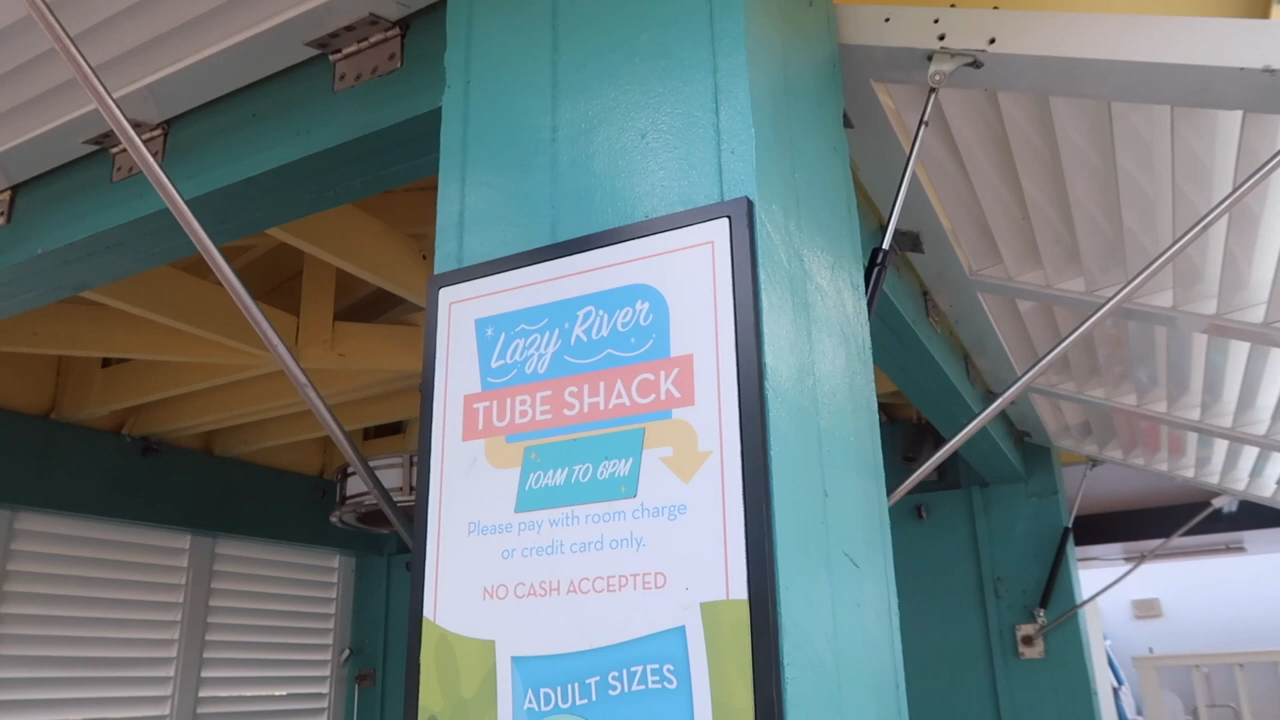 Lazy River
TUBE SHACK
10AM TO 6PM
Please pay with room charge
or credit card only.
NO CASH ACCEPTED
ADULT SIZES